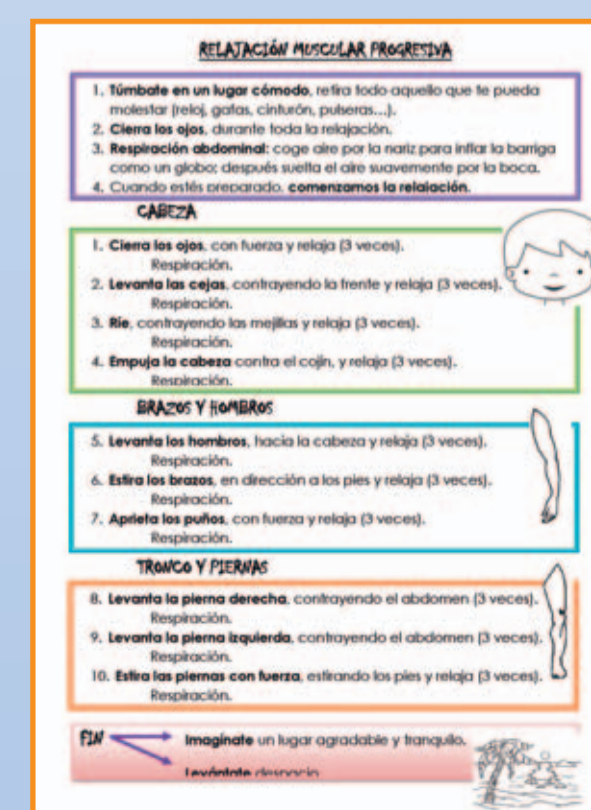 RELAJACIÓN MUSCULAR PROGRESIVA
1. Túmbate en un lugar cómodo, retira todo aquello que te pueda
molestar (reloj, gafas, cinturón, pulseras...).
2. Cierra los ojos, durante toda la relajación.
3. Respiración abdominal: coge aire por la nariz para inflar la barriga
como un globo; después suelta el aire suavemente por la boca.
4. Cuando estés preparado, comenzamos la relajación.
CABEZA
1. Cierra los ojos, con fuerza y relaja (3 veces).
Respiración.
2. Levanta las cejas, contrayendo la frente y relaja (3 veces).
Respiración.
3. Ríe, contrayendo las mejillas y relaja (3 veces).
Respiración.
4. Empuja la cabeza contra el cojín, y relaja (3 veces).
Respiración.
BRAZOS Y HOMBROS
5. Levanta los hombros, hacia la cabeza y relaja (3 veces).
Respiración.
6. Estira los brazos, en dirección a los pies y relaja (3 veces).
Respiración.
7. Aprieta los puños, con fuerza y relaja (3 veces).
Respiración.
TRONCO Y PIERNAS
8. Levanta la pierna derecha, contrayendo el abdomen (3 veces).
Respiración.
9. Levanta la pierna izquierda, contrayendo el abdomen (3 veces).
Respiración.
10. Estira las piernas con fuerza, estirando los pies y relaja (3 veces).
Respiración.
FIN
Imagínate un lugar agradable y tranquilo.
Levántate despacio